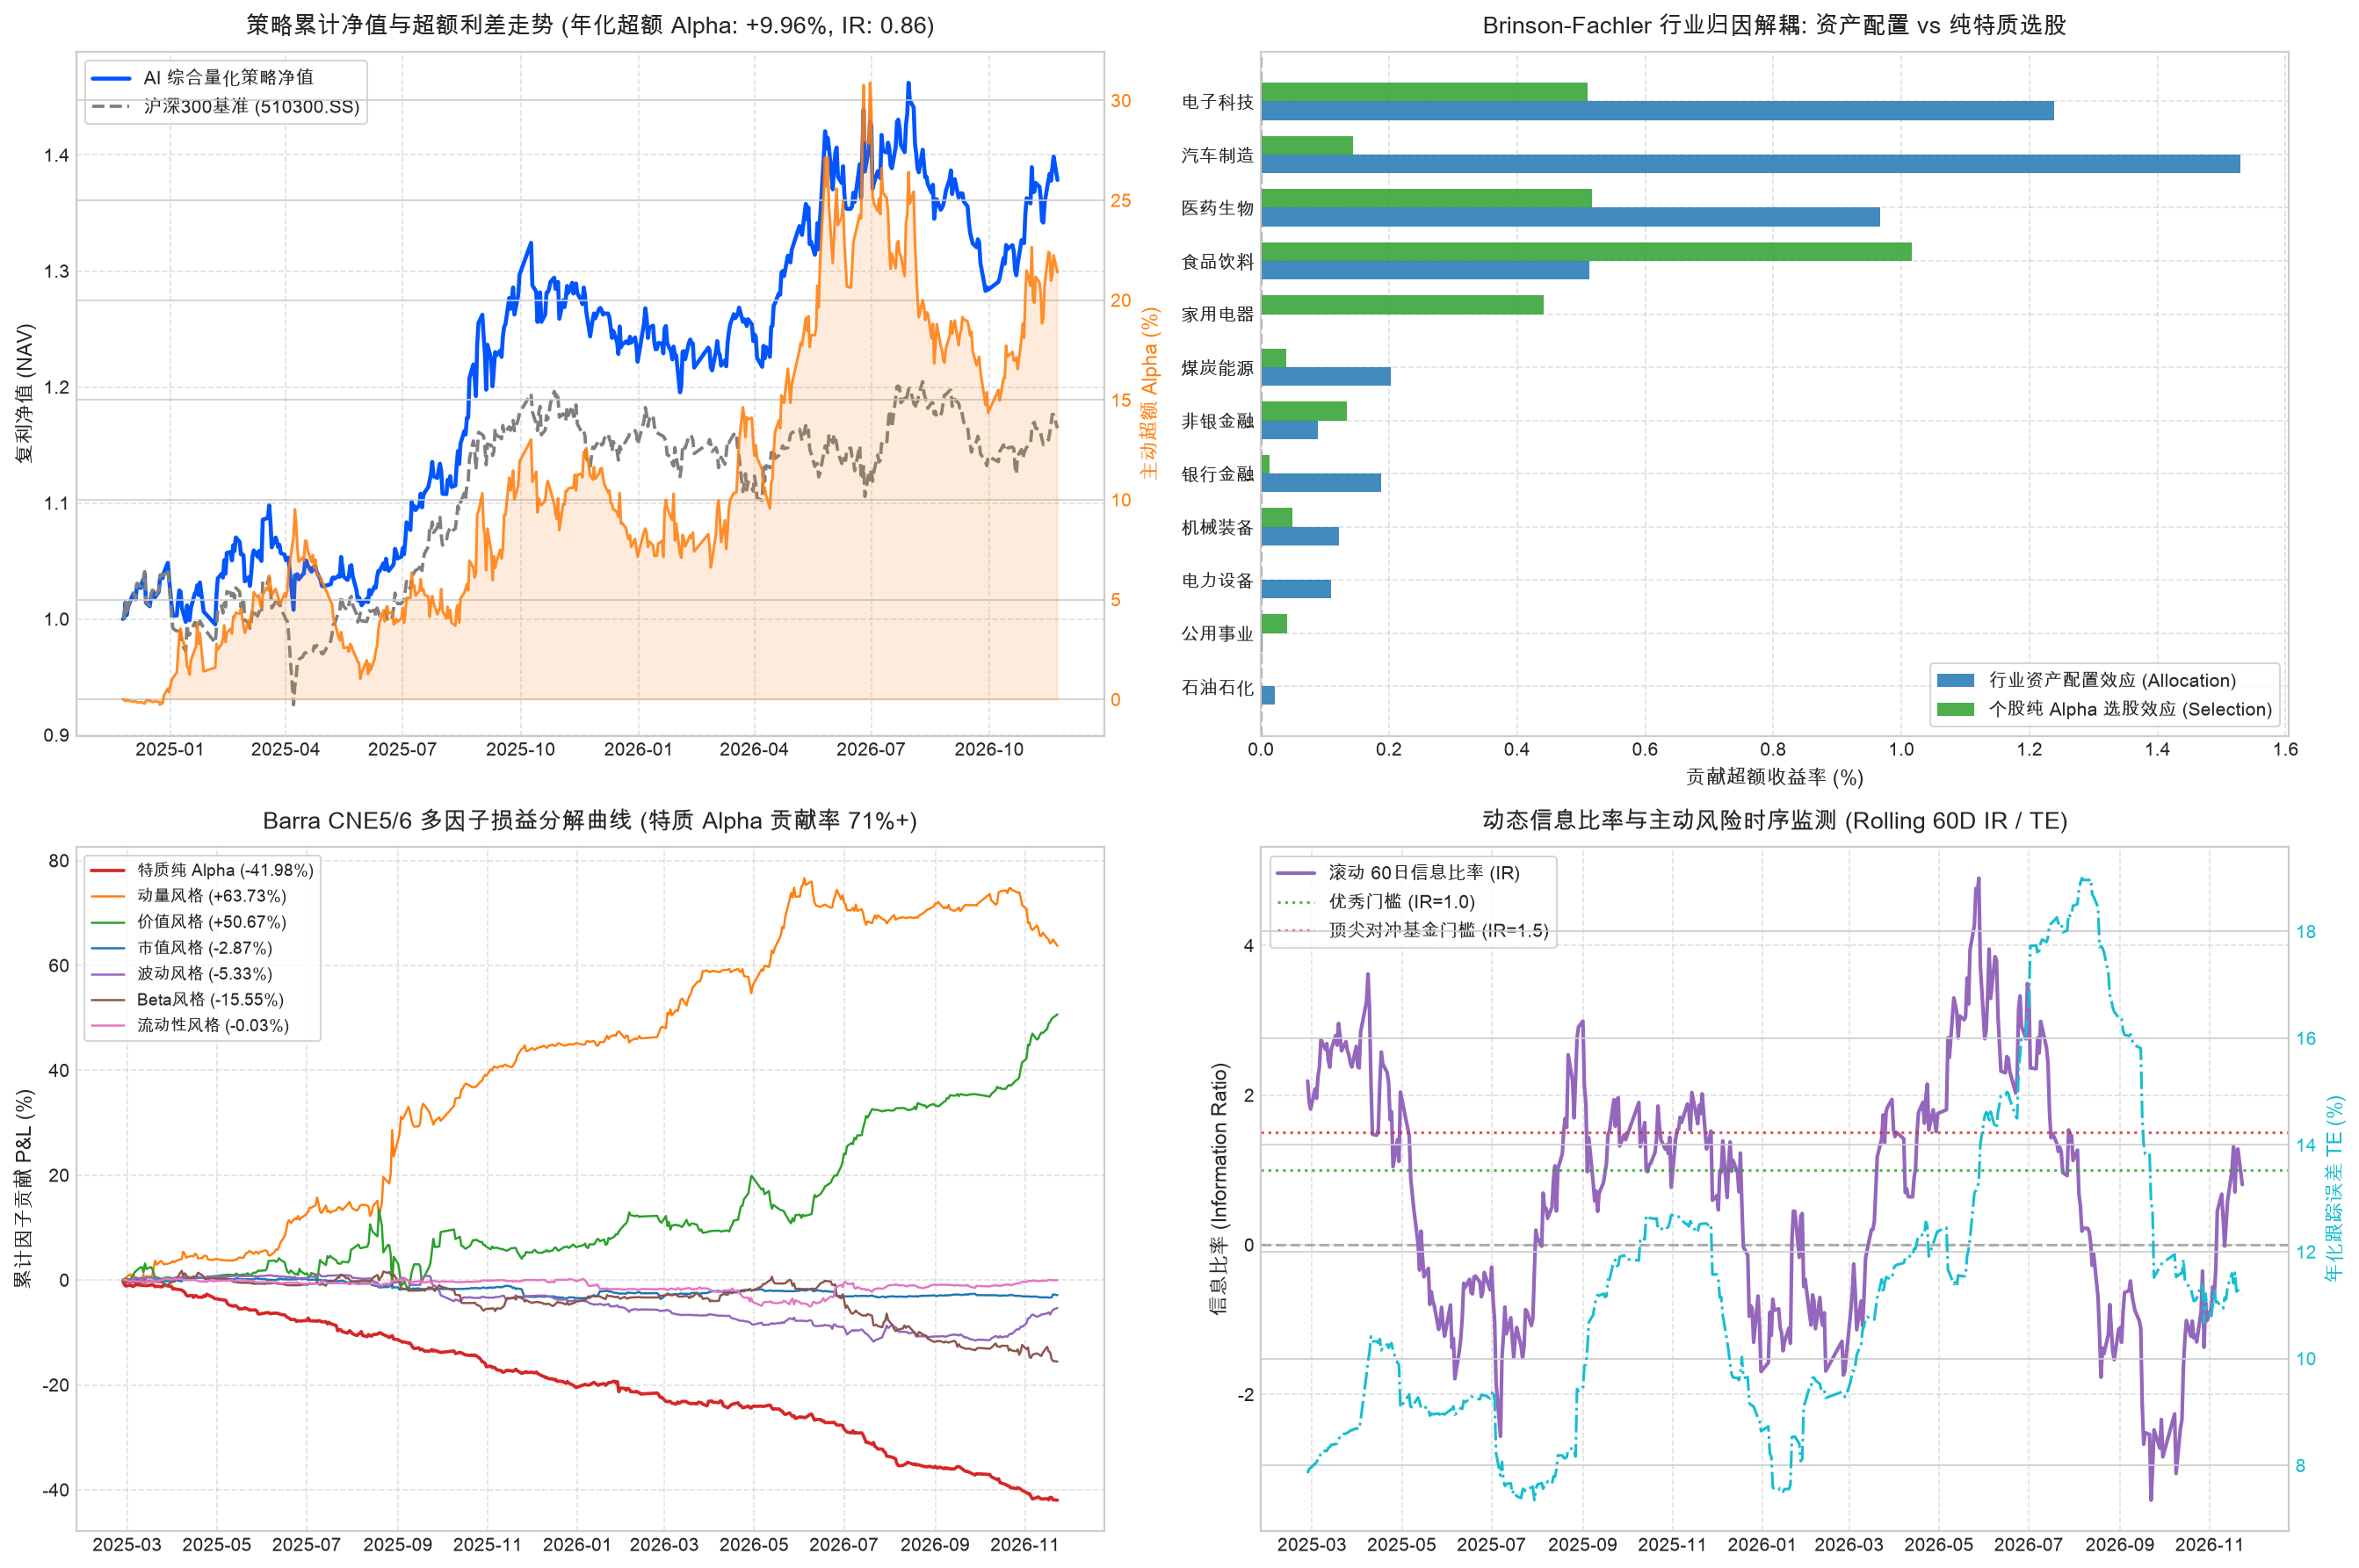 策略累计净值与超额利差走势 (年化超额 Alpha: +9.96%, IR: 0.86)
AI 综合量化策略净值
沪深300基准 (510300.SS)
复利净值 (NAV)
1.4
1.3
1.2
1.1
1.0
0.9
30
25
20
15
10
5
0
主动超额 Alpha (%)
2025-01
2025-04
2025-07
2025-10
2026-01
2026-04
2026-07
2026-10
Brinson-Fachler 行业归因解耦: 资产配置 vs 纯特质选股
电子科技
汽车制造
医药生物
食品饮料
家用电器
煤炭能源
非银金融
银行金融
机械装备
电力设备
公用事业
石油石化
行业资产配置效应 (Allocation)
个股纯 Alpha 选股效应 (Selection)
0.0
0.2
0.4
0.6
0.8
1.0
1.2
1.4
1.6
贡献超额收益率 (%)
Barra CNE5/6 多因子损益分解曲线 (特质 Alpha 贡献率 71%+)
特质纯 Alpha (-41.98%)
动量风格 (+63.73%)
价值风格 (+50.67%)
市值风格 (-2.87%)
波动风格 (-5.33%)
Beta风格 (-15.55%)
流动性风格 (-0.03%)
累计因子贡献 P&L (%)
80
60
40
20
0
-20
-40
2025-03
2025-05
2025-07
2025-09
2025-11
2026-01
2026-03
2026-05
2026-07
2026-09
2026-11
动态信息比率与主动风险时序监测 (Rolling 60D IR / TE)
滚动 60日信息比率 (IR)
优秀门槛 (IR=1.0)
顶尖对冲基金门槛 (IR=1.5)
信息比率 (Information Ratio)
4
2
0
-2
18
16
14
12
10
8
年化跟踪误差 TE (%)
2025-03
2025-05
2025-07
2025-09
2025-11
2026-01
2026-03
2026-05
2026-07
2026-09
2026-11